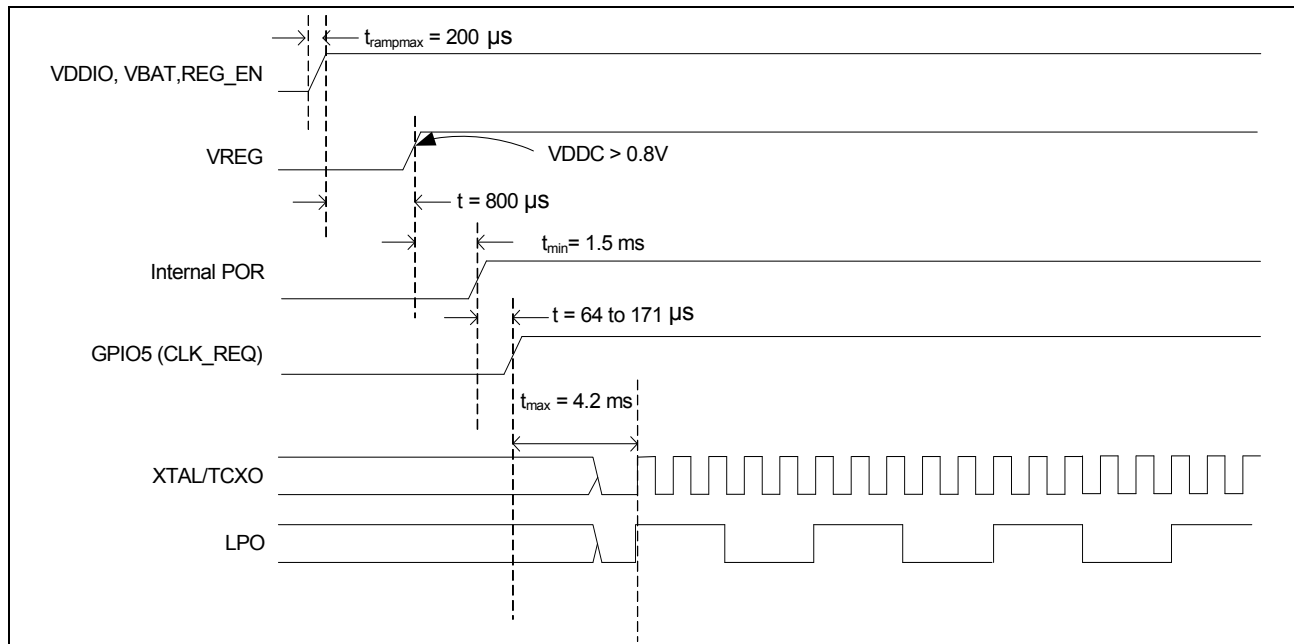 t_rampmax = 200 µs
VDDIO, VBAT,REG_EN
VREG
VDDC > 0.8V
t = 800 µs
t_min= 1.5 ms
Internal POR
t = 64 to 171 µs
GPIO5 (CLK_REQ)
t_max = 4.2 ms
XTAL/TCXO
LPO